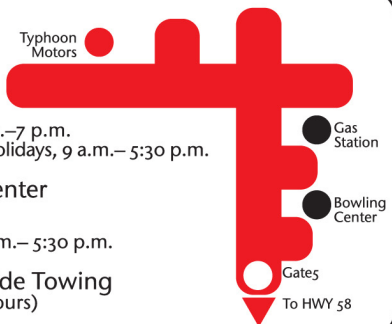 Typhoon
Motors
.–7 p.m.
olidays, 9 a.m.– 5:30 p.m.
enter
m.– 5:30 p.m.
de Towing
ours)
Gas
Station
Bowling
Center
Gate5
To HWY 58